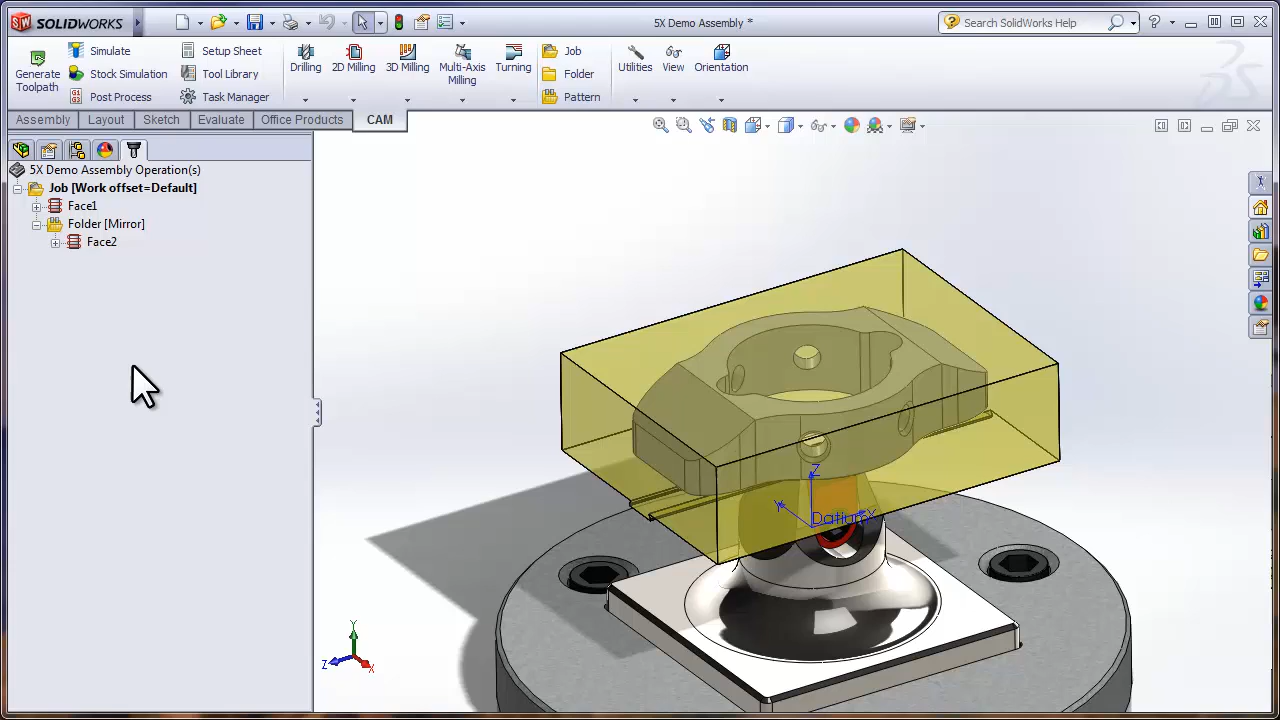 SOLIDWORKS
5X Demo Assembly *
Search SolidWorks Help
Generate Toolpath
Simulate
Stock Simulation
Post Process
Setup Sheet
Tool Library
Task Manager
Drilling
2D Milling
3D Milling
Multi-Axis Milling
Turning
Job
Folder
Pattern
Utilities
View
Orientation
Assembly
Layout
Sketch
Evaluate
Office Products
CAM
5X Demo Assembly Operation(s)
Job [Work offset=Default]
Face1
Folder [Mirror]
Face2
Z
Y
Datum
X
Y
Z
X